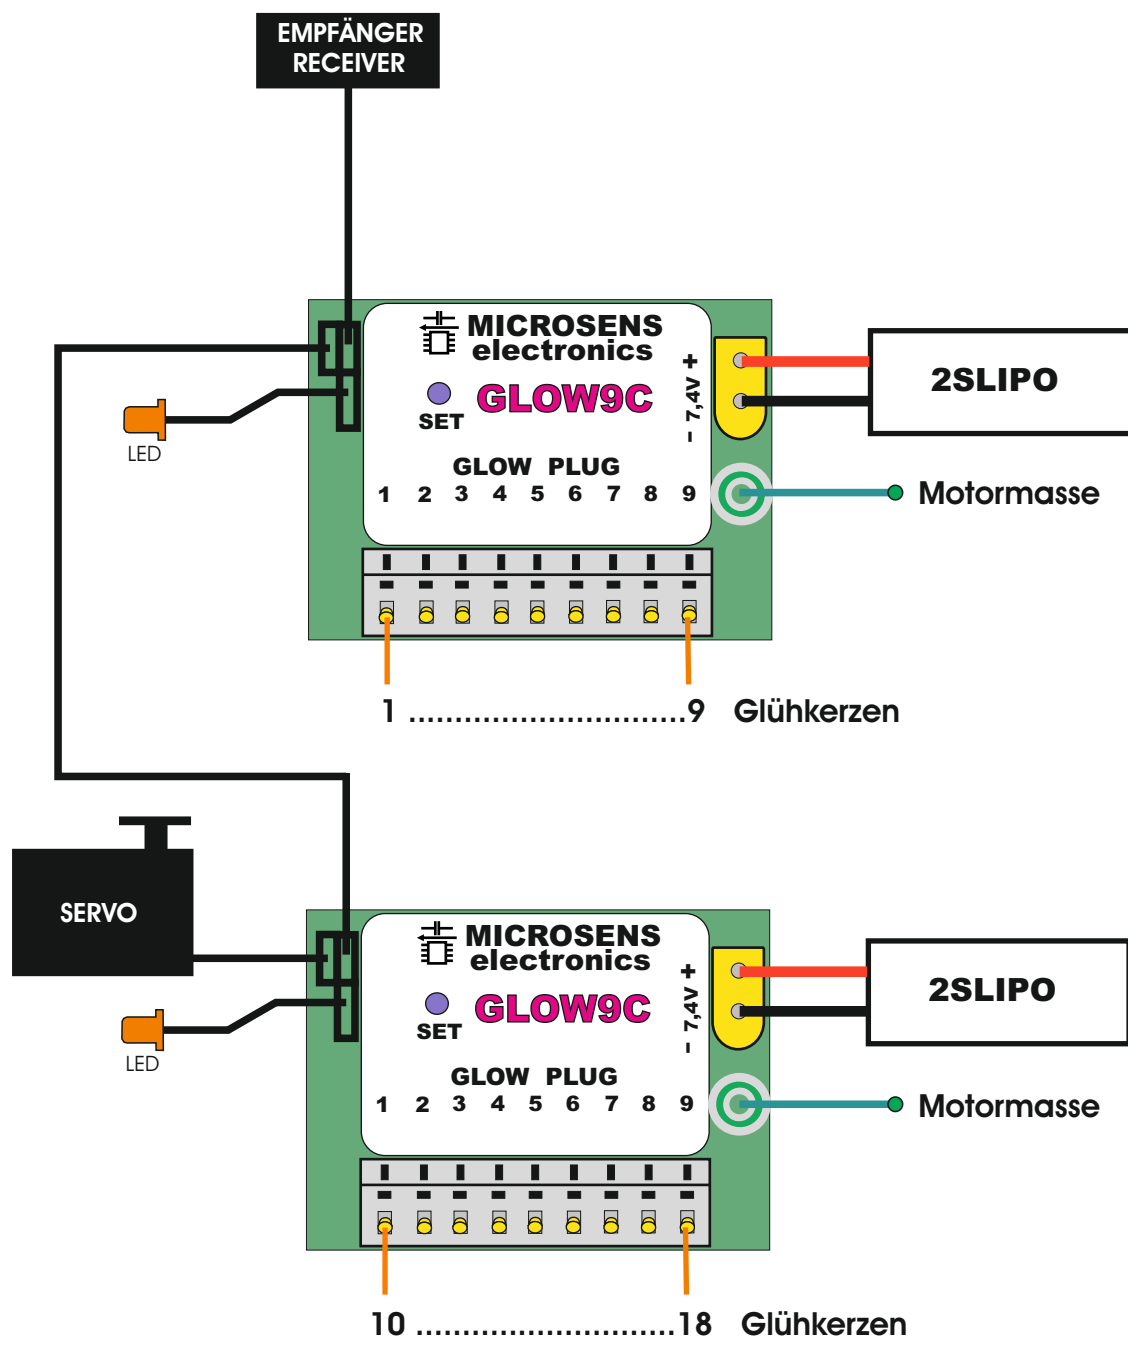 EMPFÄNGER
RECEIVER
MICROSENS
electronics
GLOW9C
SET
- 7,4V +
2SLIPO
LED
GLOW PLUG
1 2 3 4 5 6 7 8 9
Motormasse
1 ..............................9 Glühkerzen
SERVO
MICROSENS
electronics
GLOW9C
SET
- 7,4V +
2SLIPO
LED
GLOW PLUG
1 2 3 4 5 6 7 8 9
Motormasse
10 ............................18 Glühkerzen